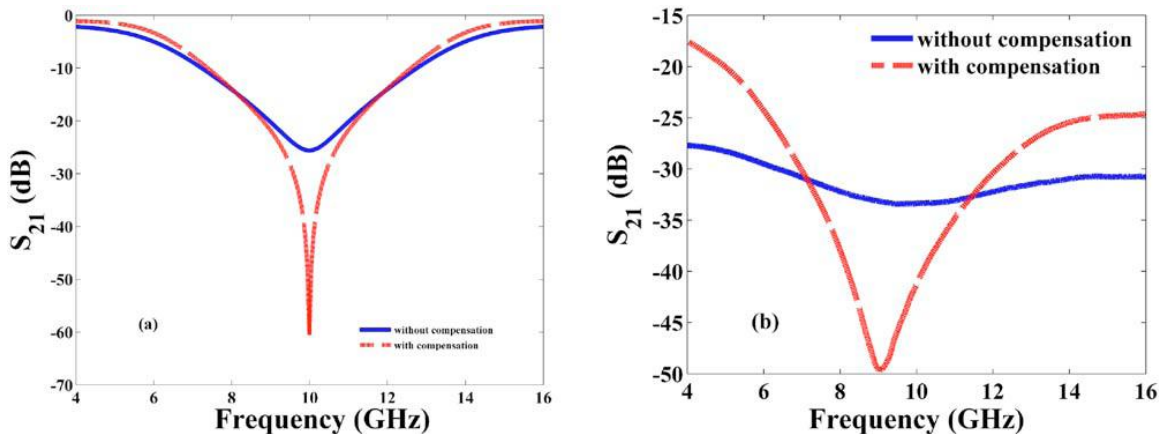 0
-10
-20
-30
-40
-50
-60
-70
S21 (dB)
(a)
without compensation
with compensation
4 6 8 10 12 14 16
Frequency (GHz)
-15
-20
-25
-30
-35
-40
-45
-50
S21 (dB)
without compensation
with compensation
(b)
4 6 8 10 12 14 16
Frequency (GHz)